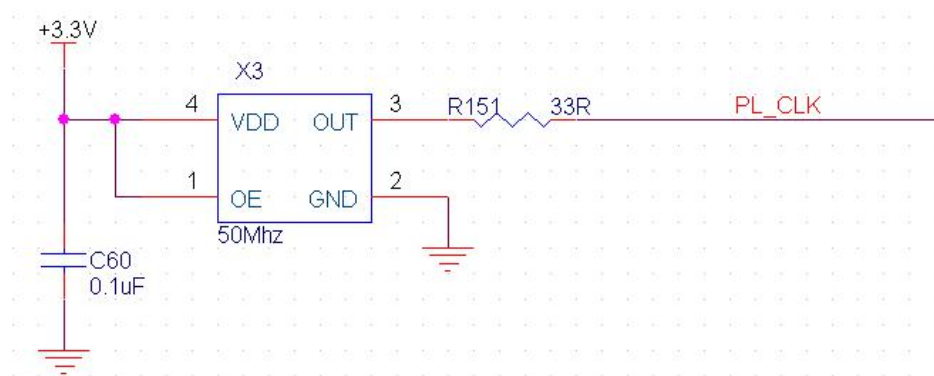 +3.3V
X3
4
VDD
OUT
3
R151
33R
PL_CLK
1
OE
GND
2
50Mhz
C60
0.1uF